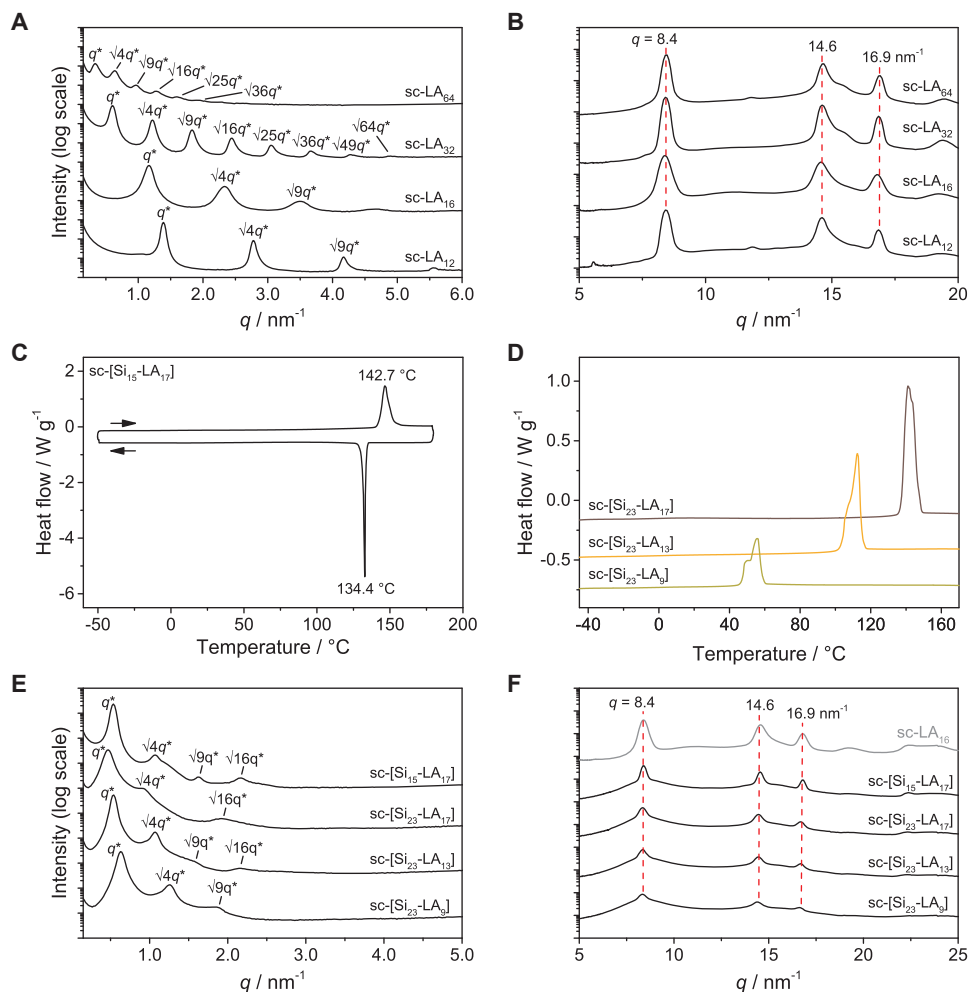 A
q* √4q* √9q* √16q* √25q* √36q*
sc-LA64
q* √4q* √9q* √16q* √25q* √36q* √49q* √64q*
sc-LA32
q* √4q* √9q*
sc-LA16
q* √4q* √9q*
sc-LA12
Intensity (log scale)
1.0 2.0 3.0 4.0 5.0 6.0
q / nm⁻¹
B
q = 8.4 14.6 16.9 nm⁻¹
sc-LA64
sc-LA32
sc-LA16
sc-LA12
5 10 15 20
q / nm⁻¹
C
sc-[Si15-LA17]
142.7 °C
134.4 °C
Heat flow / W g⁻¹
2
0
-2
-4
-6
-50 0 50 100 150 200
Temperature / °C
D
1.0
0.5
0.0
-0.5
Heat flow / W g⁻¹
sc-[Si23-LA17]
sc-[Si23-LA13]
sc-[Si23-LA9]
-40 0 40 80 120 160
Temperature / °C
E
q* √4q* √9q* √16q*
sc-[Si15-LA17]
q* √4q* √16q*
sc-[Si23-LA17]
q* √4q* √9q* √16q*
sc-[Si23-LA13]
q* √4q* √9q*
sc-[Si23-LA9]
Intensity (log scale)
1.0 2.0 3.0 4.0 5.0
q / nm⁻¹
F
q = 8.4 14.6 16.9 nm⁻¹
sc-LA16
sc-[Si15-LA17]
sc-[Si23-LA17]
sc-[Si23-LA13]
sc-[Si23-LA9]
5 10 15 20 25
q / nm⁻¹